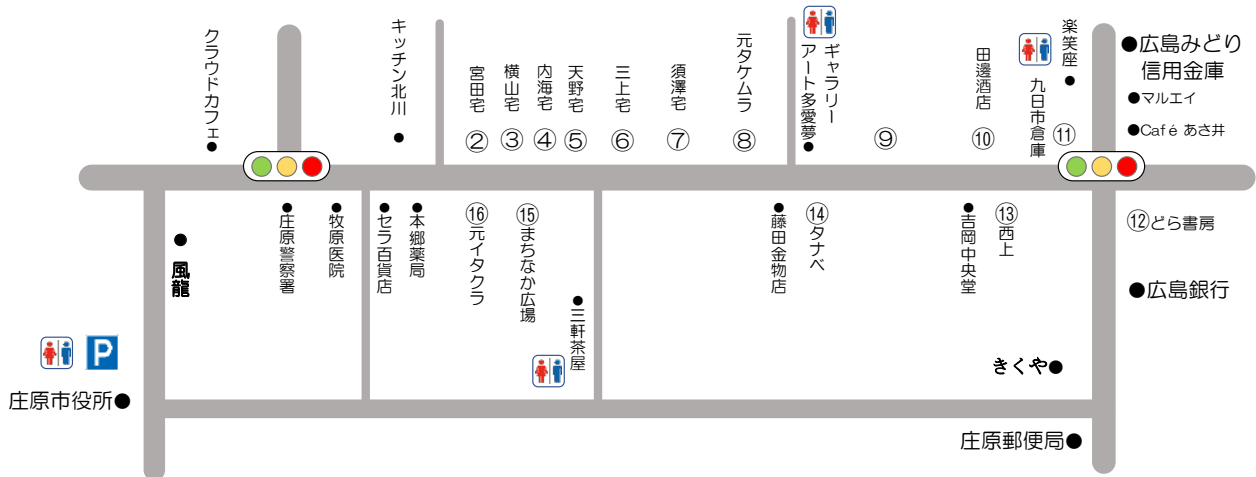 クラウドカフェ●
キッチン北川
●
宮田宅
②
横山宅
③
内海宅
④
天野宅
⑤
三上宅
⑥
須澤宅
⑦
元タケムラ
⑧
ギャラリー
アート多愛夢●
⑨
田邊酒店
⑩
九日市倉庫
楽笑座
●
⑪
●広島みどり
信用金庫
●マルエイ
●Café あさ井
●
風龍
●庄原警察署
●牧原医院
●セラ百貨店
●本郷薬局
⑯元イタクラ
⑮まちなか広場
●三軒茶屋
●藤田金物店
⑭タナベ
●吉岡中央堂
⑬西上
⑫どら書房
●広島銀行
P
きくや●
庄原市役所●
庄原郵便局●